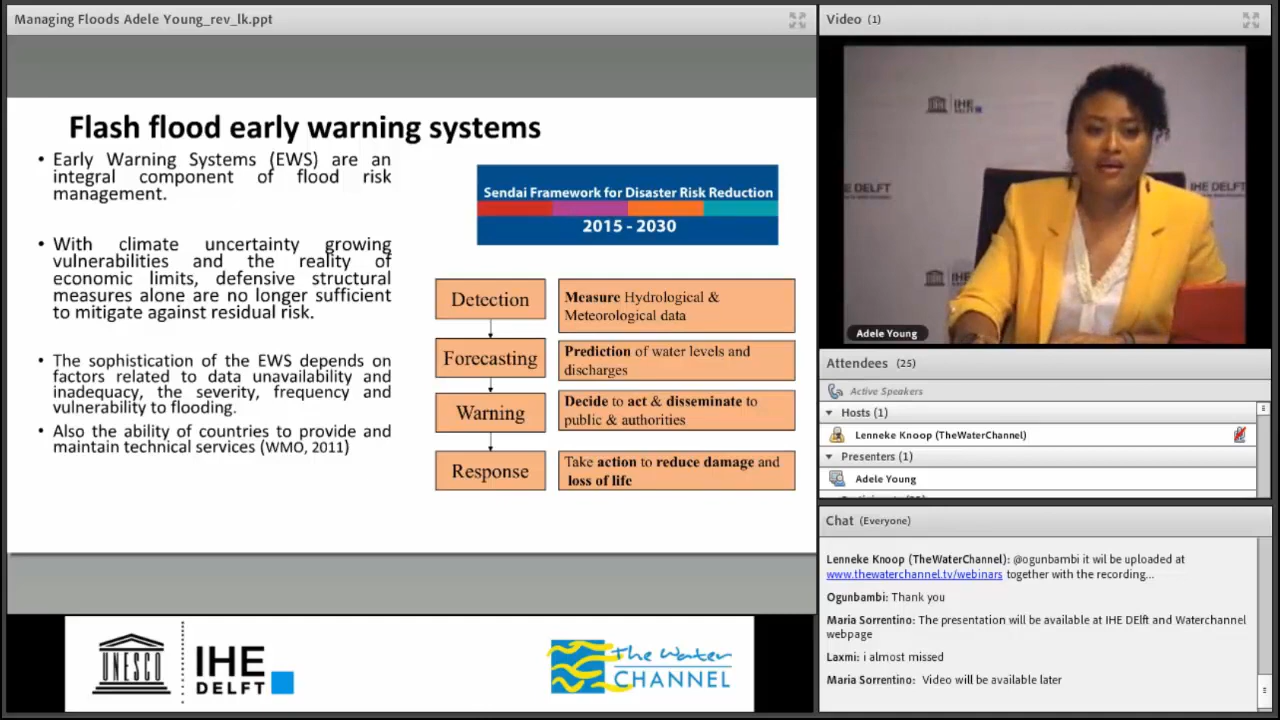 Managing Floods Adele Young_rev_lk.ppt
Flash flood early warning systems
• Early Warning Systems (EWS) are an
integral component of flood risk
management.
• With climate uncertainty growing
vulnerabilities and the reality of
economic limits, defensive structural
measures alone are no longer sufficient
to mitigate against residual risk.
• The sophistication of the EWS depends on
factors related to data unavailability and
inadequacy, the severity, frequency and
vulnerability to flooding.
• Also the ability of countries to provide and
maintain technical services (WMO, 2011)
Sendai Framework for Disaster Risk Reduction
2015 - 2030
Detection
Measure Hydrological &
Meteorological data
Forecasting
Prediction of water levels and
discharges
Warning
Decide to act & disseminate to
public & authorities
Response
Take action to reduce damage and
loss of life
UNESCO
IHE
DELFT
The Water
CHANNEL
Video (1)
IHE
IHE DELFT
IHE DELFT
IHE
Adele Young
Attendees (25)
Active Speakers
Hosts (1)
Lenneke Knoop (TheWaterChannel)
Presenters (1)
Adele Young
Chat (Everyone)
Lenneke Knoop (TheWaterChannel): @ogunbambi it wil be uploaded at
www.thewaterchannel.tv/webinars together with the recording...
Ogunbambi: Thank you
Maria Sorrentino: The presentation will be available at IHE DElft and Waterchannel
webpage
Laxmi: i almost missed
Maria Sorrentino: Video will be available later